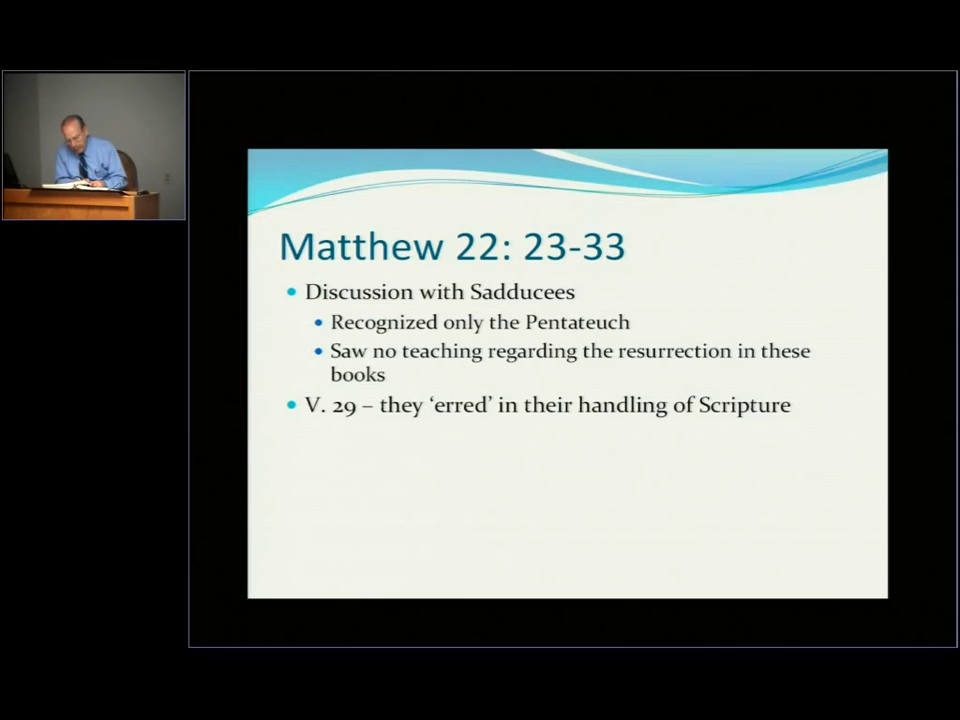 Matthew 22: 23-33
• Discussion with Sadducees
• Recognized only the Pentateuch
• Saw no teaching regarding the resurrection in these
books
• V. 29 – they ‘erred’ in their handling of Scripture